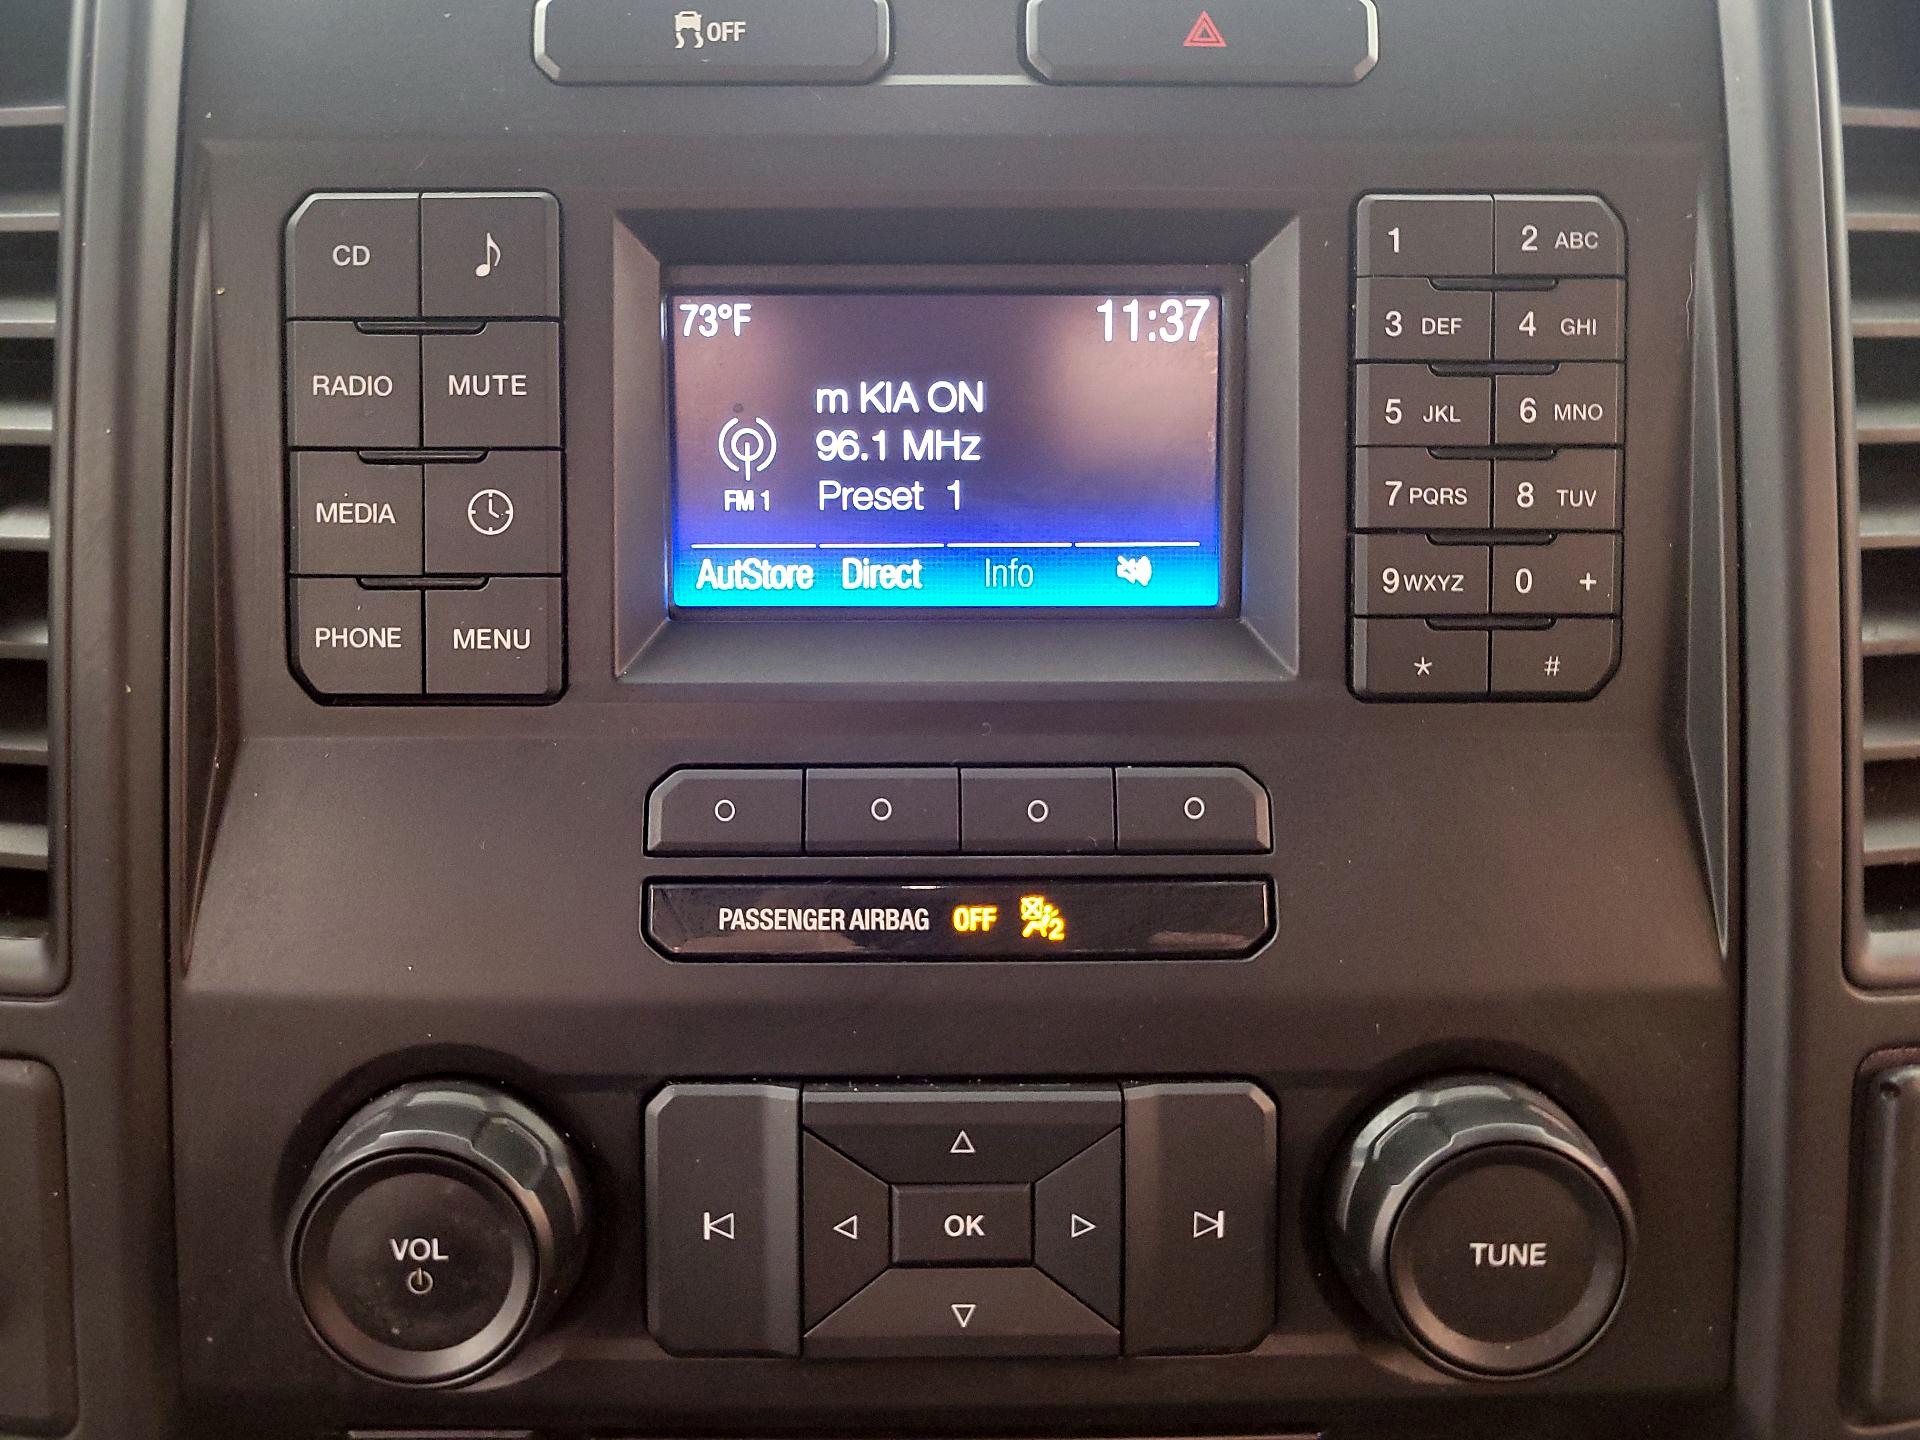 OFF
CD
RADIO MUTE
MEDIA
PHONE MENU
73°F 11:37
m KIA ON
96.1 MHz
FM 1 Preset 1
AutStore Direct Info
1 2 ABC
3 DEF 4 GHI
5 JKL 6 MNO
7 PQRS 8 TUV
9 WXYZ 0 +
* #
PASSENGER AIRBAG OFF 2
VOL
OK
TUNE